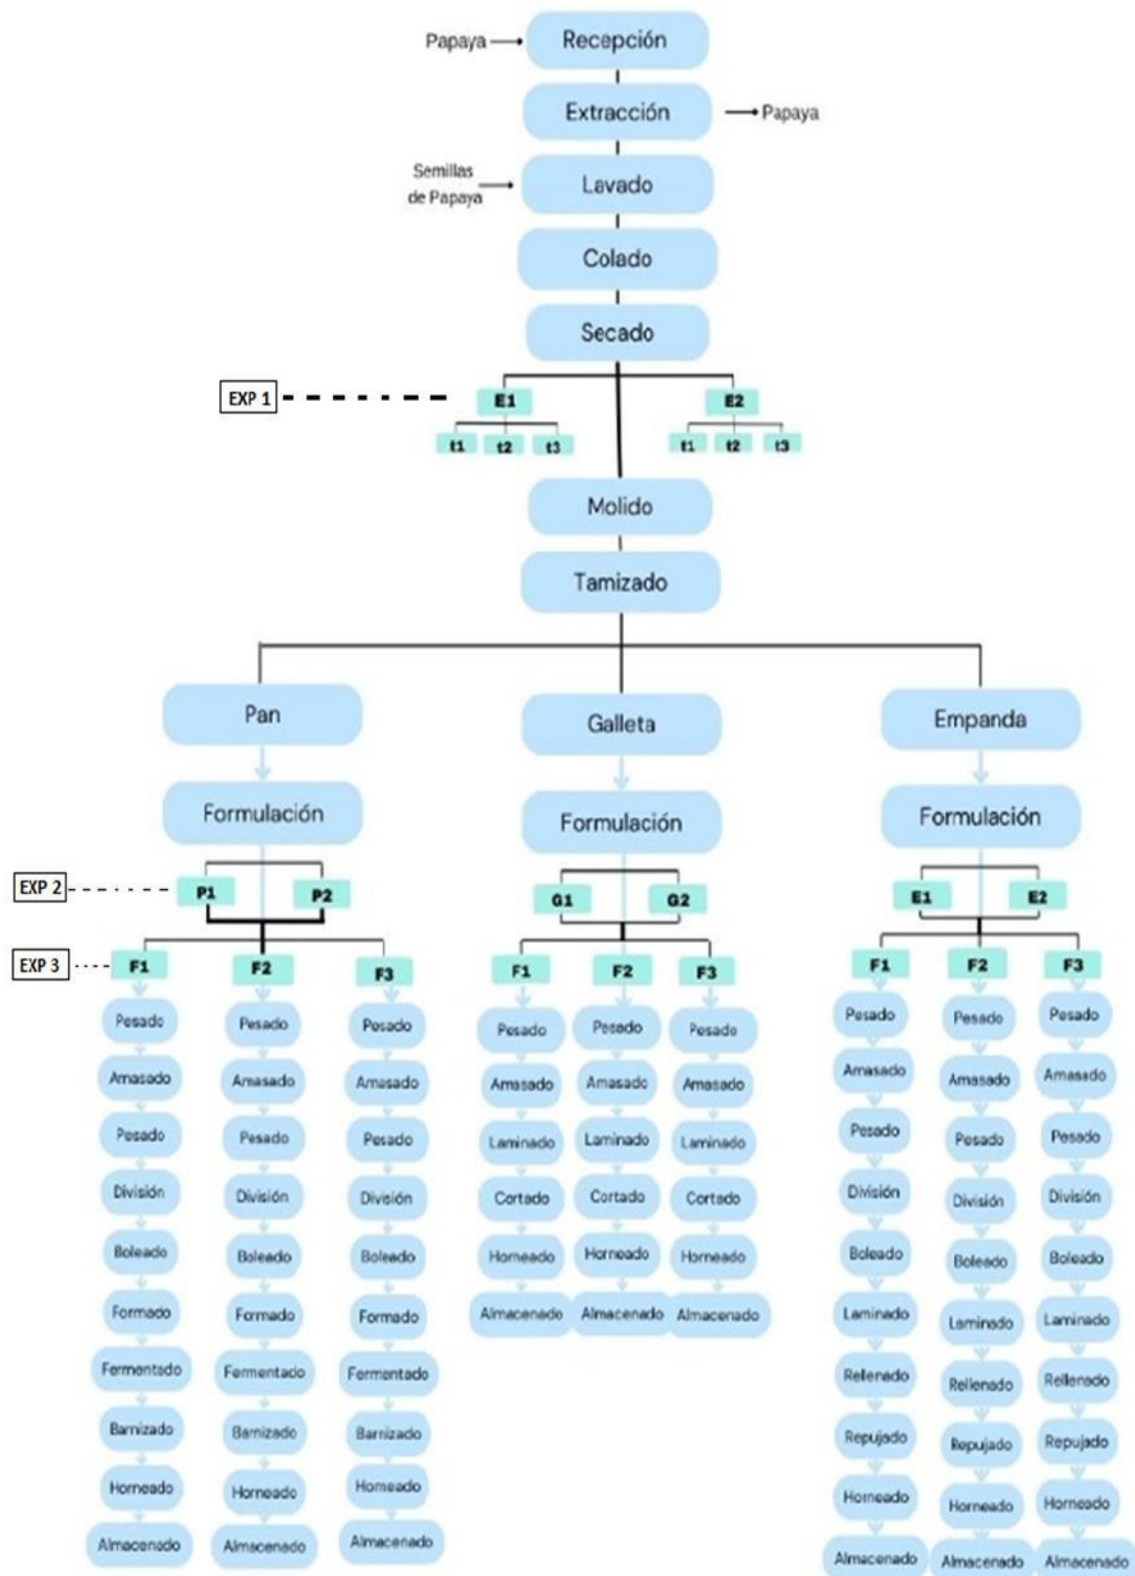 Papaya
Recepción
Extracción
Papaya
Semillas
de Papaya
Lavado
Colado
Secado
EXP 1
E1
E2
t1 t2 t3
t1 t2 t3
Molido
Tamizado
Pan
Galleta
Empanda
Formulación
Formulación
Formulación
EXP 2
P1
P2
G1
G2
E1
E2
EXP 3
F1
F2
F3
F1
F2
F3
F1
F2
F3
Pesado
Amasado
Pesado
División
Boleado
Formado
Fermentado
Barnizado
Horneado
Almacenado
Pesado
Amasado
Pesado
División
Boleado
Formado
Fermentado
Barnizado
Horneado
Almacenado
Pesado
Amasado
Pesado
División
Boleado
Formado
Fermentado
Barnizado
Horneado
Almacenado
Pesado
Amasado
Laminado
Cortado
Horneado
Almacenado
Pesado
Amasado
Laminado
Cortado
Horneado
Almacenado
Pesado
Amasado
Laminado
Cortado
Horneado
Almacenado
Pesado
Amasado
Pesado
División
Boleado
Laminado
Rellenado
Repujado
Horneado
Almacenado
Pesado
Amasado
Pesado
División
Boleado
Laminado
Rellenado
Repujado
Horneado
Almacenado
Pesado
Amasado
Pesado
División
Boleado
Laminado
Rellenado
Repujado
Horneado
Almacenado